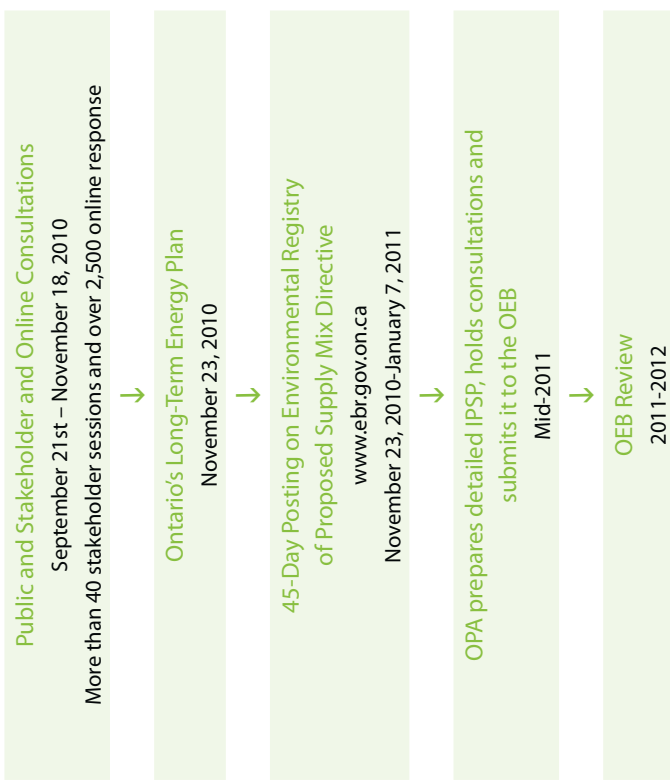 Public and Stakeholder and Online Consultations
September 21st – November 18, 2010
More than 40 stakeholder sessions and over 2,500 online response
Ontario's Long-Term Energy Plan
November 23, 2010
45-Day Posting on Environmental Registry
of Proposed Supply Mix Directive
www.ebr.gov.on.ca
November 23, 2010-January 7, 2011
OPA prepares detailed IPSP, holds consultations and
submits it to the OEB
Mid-2011
OEB Review
2011-2012